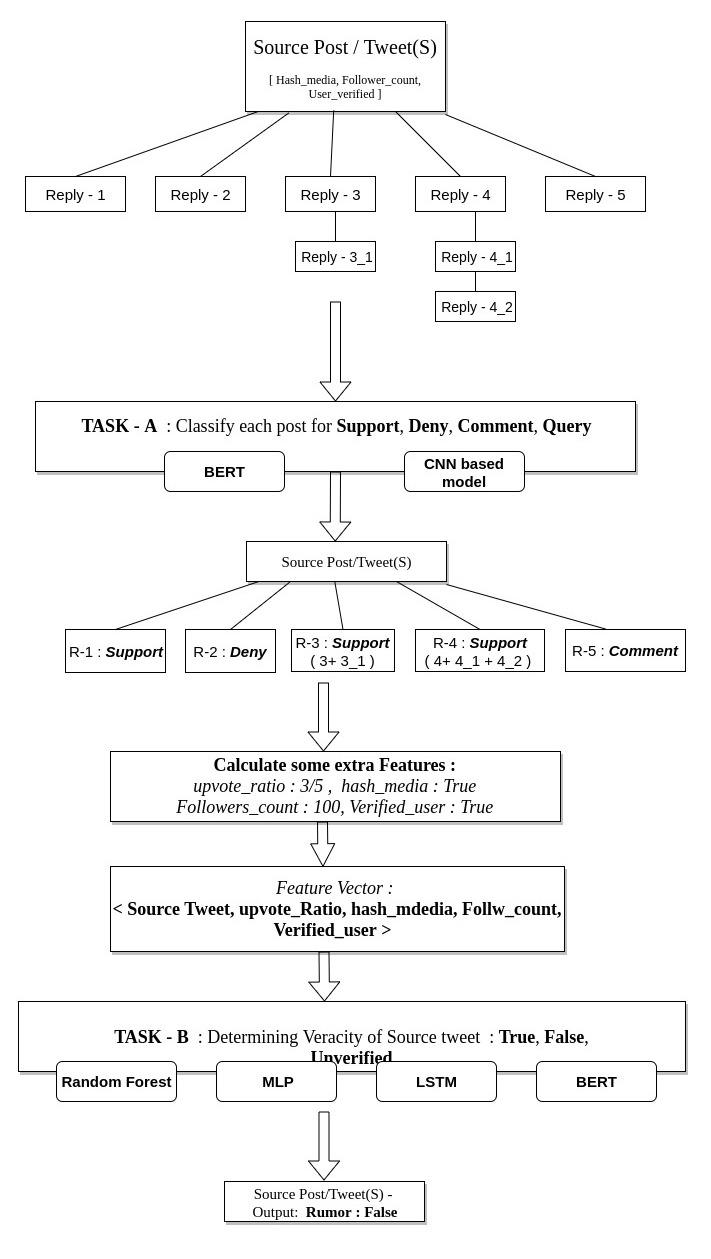 Source Post / Tweet(S)
[ Hash_media, Follower_count,
User_verified ]
Reply - 1
Reply - 2
Reply - 3
Reply - 4
Reply - 5
Reply - 3_1
Reply - 4_1
Reply - 4_2
TASK - A : Classify each post for Support, Deny, Comment, Query
BERT
CNN based
model
Source Post/Tweet(S)
R-1 : Support
R-2 : Deny
R-3 : Support
( 3+ 3_1 )
R-4 : Support
( 4+ 4_1 + 4_2 )
R-5 : Comment
Calculate some extra Features :
upvote_ratio : 3/5 , hash_media : True
Followers_count : 100, Verified_user : True
Feature Vector :
< Source Tweet, upvote_Ratio, hash_mdedia, Follw_count,
Verified_user >
TASK - B : Determining Veracity of Source tweet : True, False,
Unverified
Random Forest
MLP
LSTM
BERT
Source Post/Tweet(S) -
Output: Rumor : False